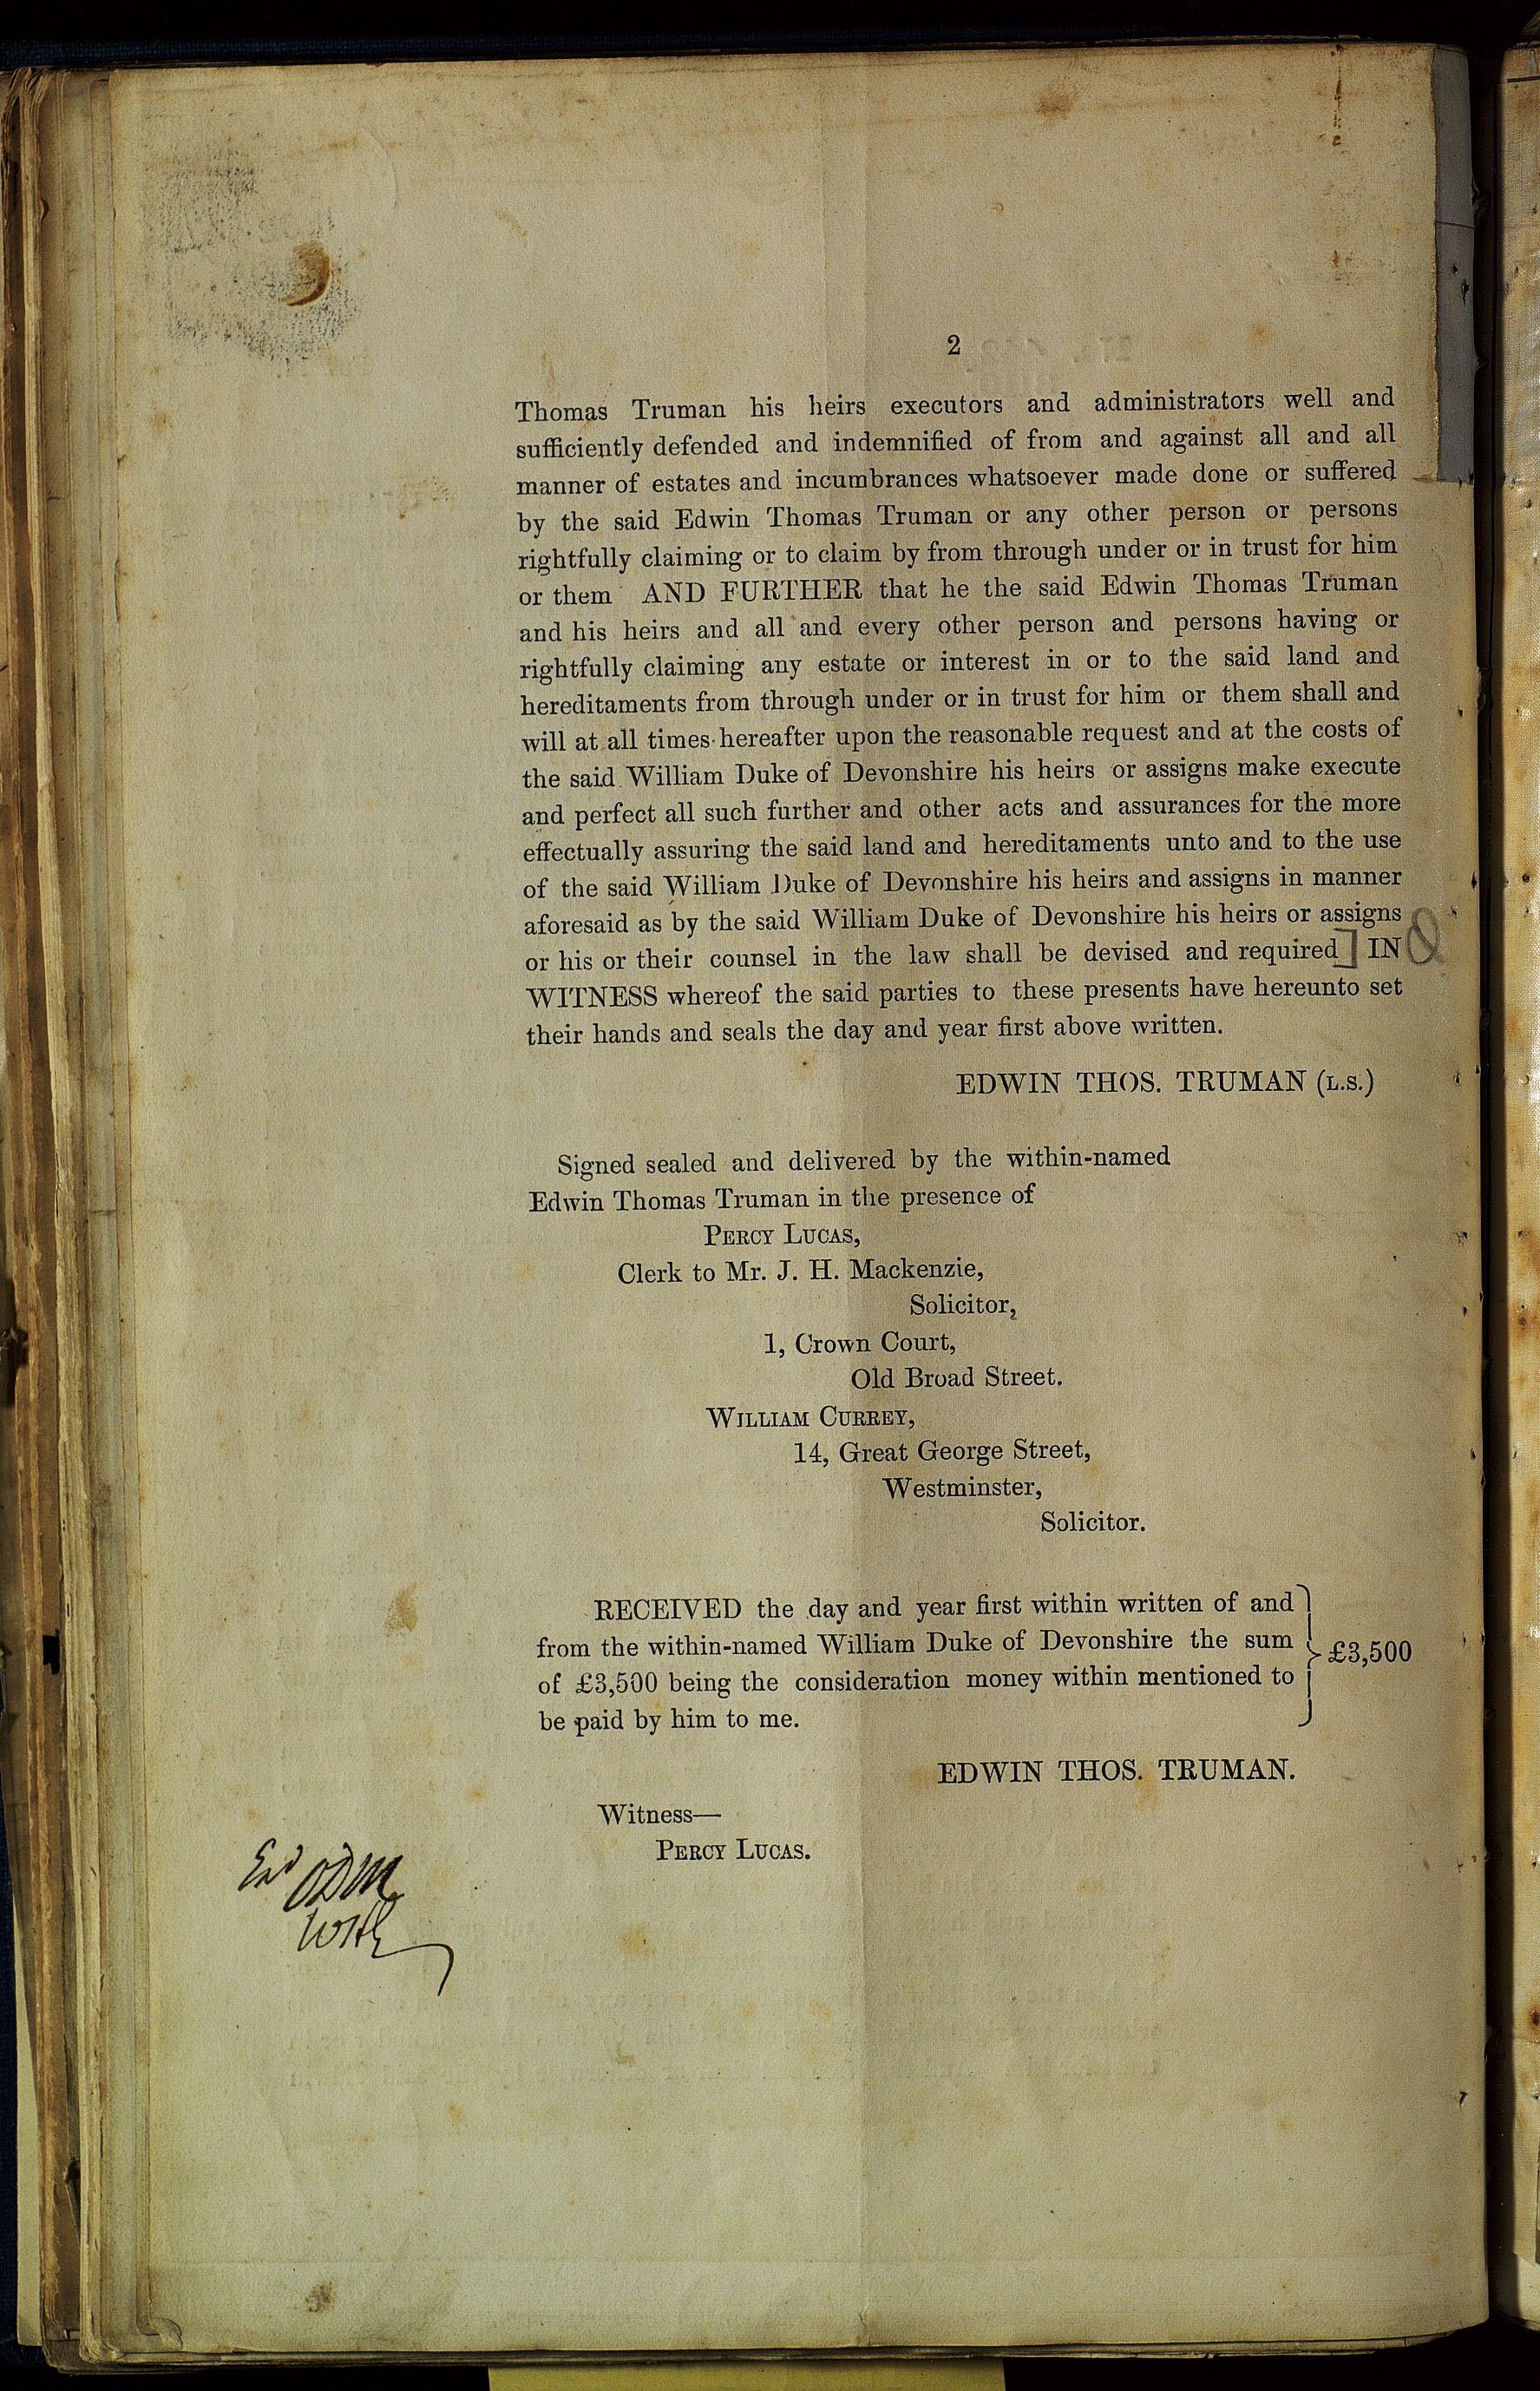 2
Thomas Truman his heirs executors and administrators well and
sufficiently defended and indemnified of from and against all and all
manner of estates and incumbrances whatsoever made done or suffered
by the said Edwin Thomas Truman or any other person or persons
rightfully claiming or to claim by from through under or in trust for him
or them AND FURTHER that he the said Edwin Thomas Truman
and his heirs and all and every other person and persons having or
rightfully claiming any estate or interest in or to the said land and
hereditaments from through under or in trust for him or them shall and
will at all times hereafter upon the reasonable request and at the costs of
the said William Duke of Devonshire his heirs or assigns make execute
and perfect all such further and other acts and assurances for the more
effectually assuring the said land and hereditaments unto and to the use
of the said William Duke of Devonshire his heirs and assigns in manner
aforesaid as by the said William Duke of Devonshire his heirs or assigns
or his or their counsel in the law shall be devised and required] IN
WITNESS whereof the said parties to these presents have hereunto set
their hands and seals the day and year first above written.
EDWIN THOS. TRUMAN (L.S.)
Signed sealed and delivered by the within-named
Edwin Thomas Truman in the presence of
PERCY LUCAS,
Clerk to Mr. J. H. Mackenzie,
Solicitor,
1, Crown Court,
Old Broad Street.
WILLIAM CURREY,
14, Great George Street,
Westminster,
Solicitor.
RECEIVED the day and year first within written of and
from the within-named William Duke of Devonshire the sum
of £3,500 being the consideration money within mentioned to
be paid by him to me.
£3,500
EDWIN THOS. TRUMAN.
Witness—
PERCY LUCAS.